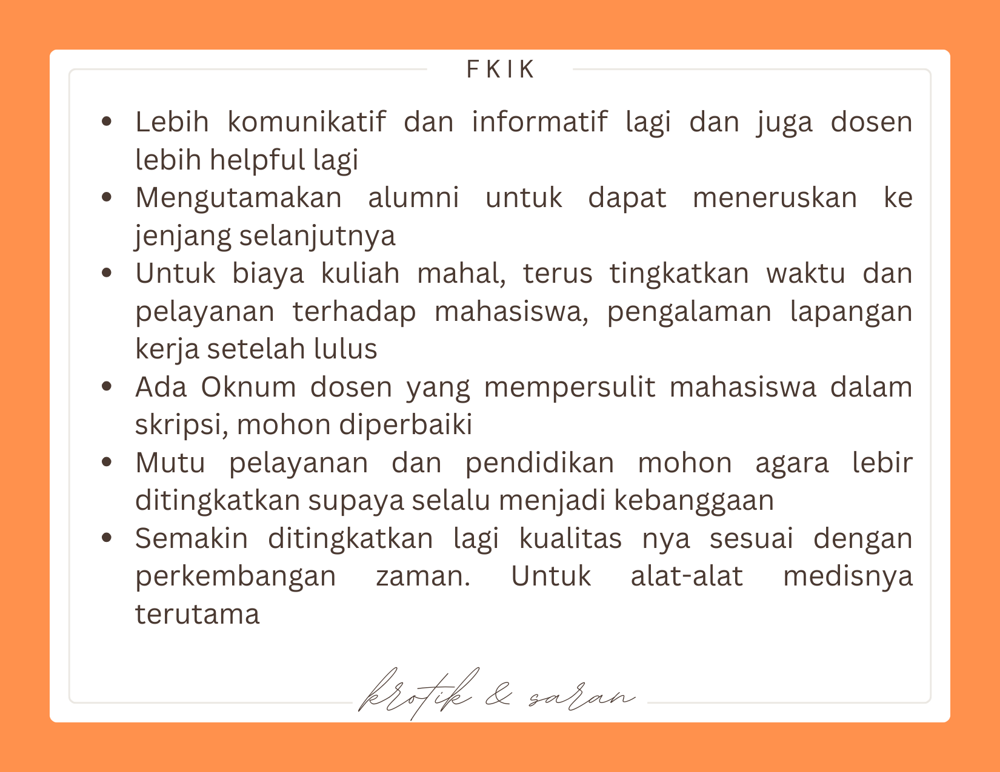 FKIK
• Lebih komunikatif dan informatif lagi dan juga dosen
lebih helpful lagi
• Mengutamakan alumni untuk dapat meneruskan ke
jenjang selanjutnya
• Untuk biaya kuliah mahal, terus tingkatkan waktu dan
pelayanan terhadap mahasiswa, pengalaman lapangan
kerja setelah lulus
• Ada Oknum dosen yang mempersulit mahasiswa dalam
skripsi, mohon diperbaiki
• Mutu pelayanan dan pendidikan mohon agara lebir
ditingkatkan supaya selalu menjadi kebanggaan
• Semakin ditingkatkan lagi kualitas nya sesuai dengan
perkembangan zaman. Untuk alat-alat medisnya
terutama
krotik & saran